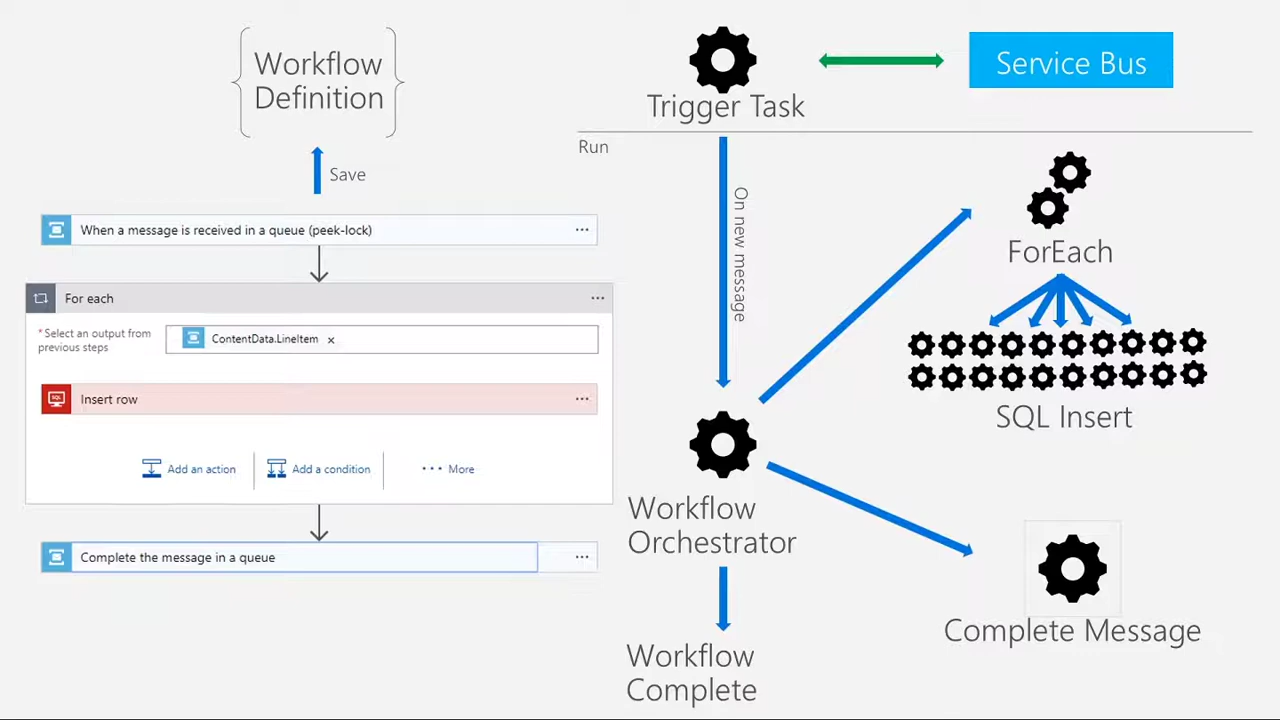 Workflow
Definition
Save
When a message is received in a queue (peek-lock)
For each
*Select an output from
previous steps
ContentData.LineItem x
SQL
Insert row
Add an action
Add a condition
More
Complete the message in a queue
Trigger Task
Service Bus
Run
On new message
ForEach
SQL Insert
Workflow
Orchestrator
Complete Message
Workflow
Complete